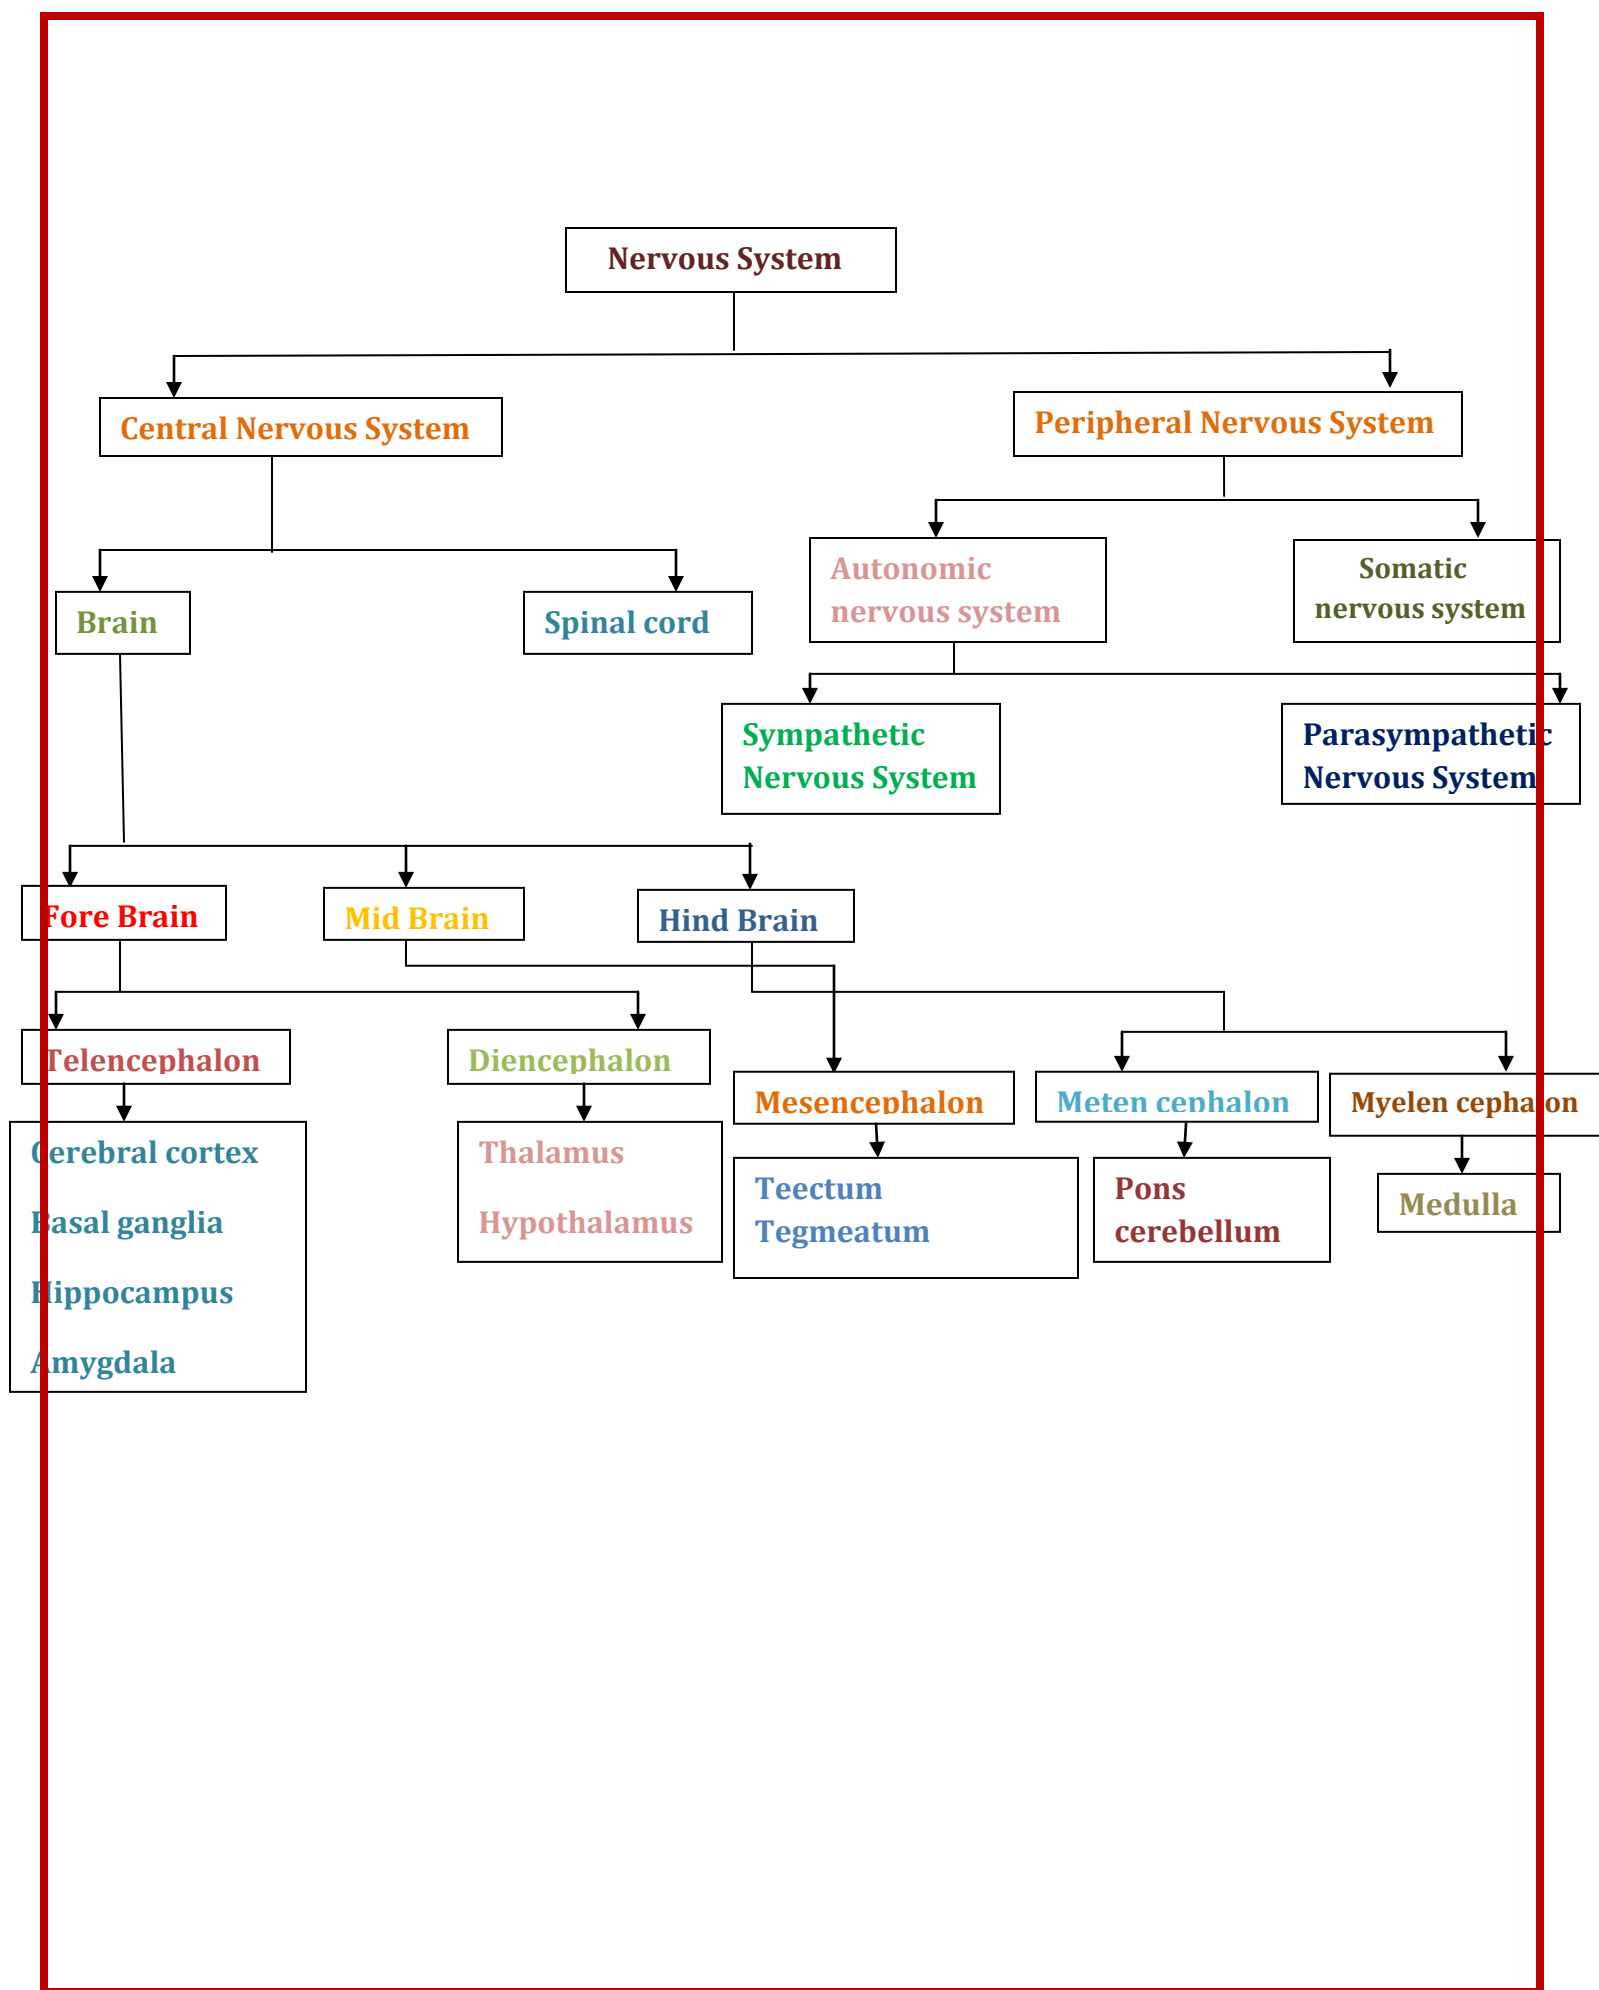 Nervous System
Central Nervous System
Peripheral Nervous System
Autonomic
nervous system
Somatic
nervous system
Brain
Spinal cord
Sympathetic
Nervous System
Parasympathetic
Nervous System
Fore Brain
Mid Brain
Hind Brain
Telencephalon
Diencephalon
Mesencephalon
Meten cephalon
Myelen cephalon
Cerebral cortex
Basal ganglia
Hippocampus
Amygdala
Thalamus
Hypothalamus
Teectum
Tegmeatum
Pons
cerebellum
Medulla